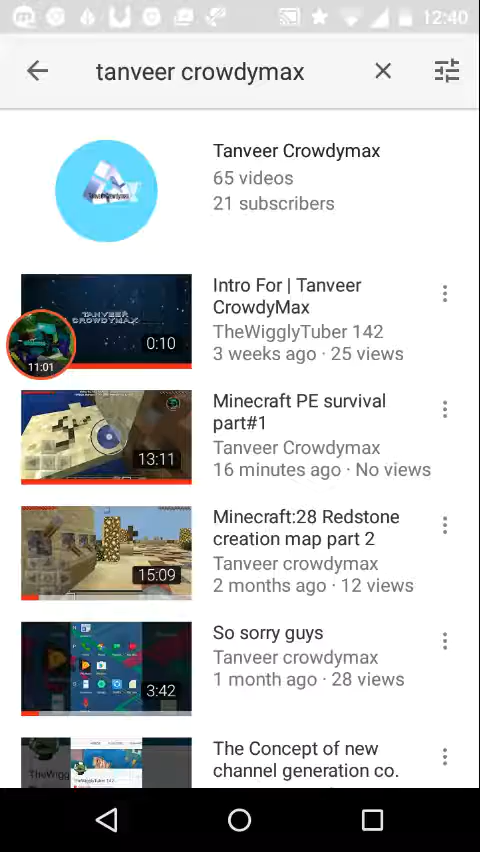 12:40
tanveer crowdymax
Tanveer Crowdymax
65 videos
21 subscribers
TANVEER
CROWDYMAX
0:10
Intro For | Tanveer
CrowdyMax
TheWigglyTuber 142
3 weeks ago · 25 views
11:01
13:11
Minecraft PE survival
part#1
Tanveer Crowdymax
16 minutes ago · No views
15:09
Minecraft:28 Redstone
creation map part 2
Tanveer crowdymax
2 months ago · 12 views
3:42
So sorry guys
Tanveer crowdymax
1 month ago · 28 views
TheWigg
The Concept of new
channel generation co.